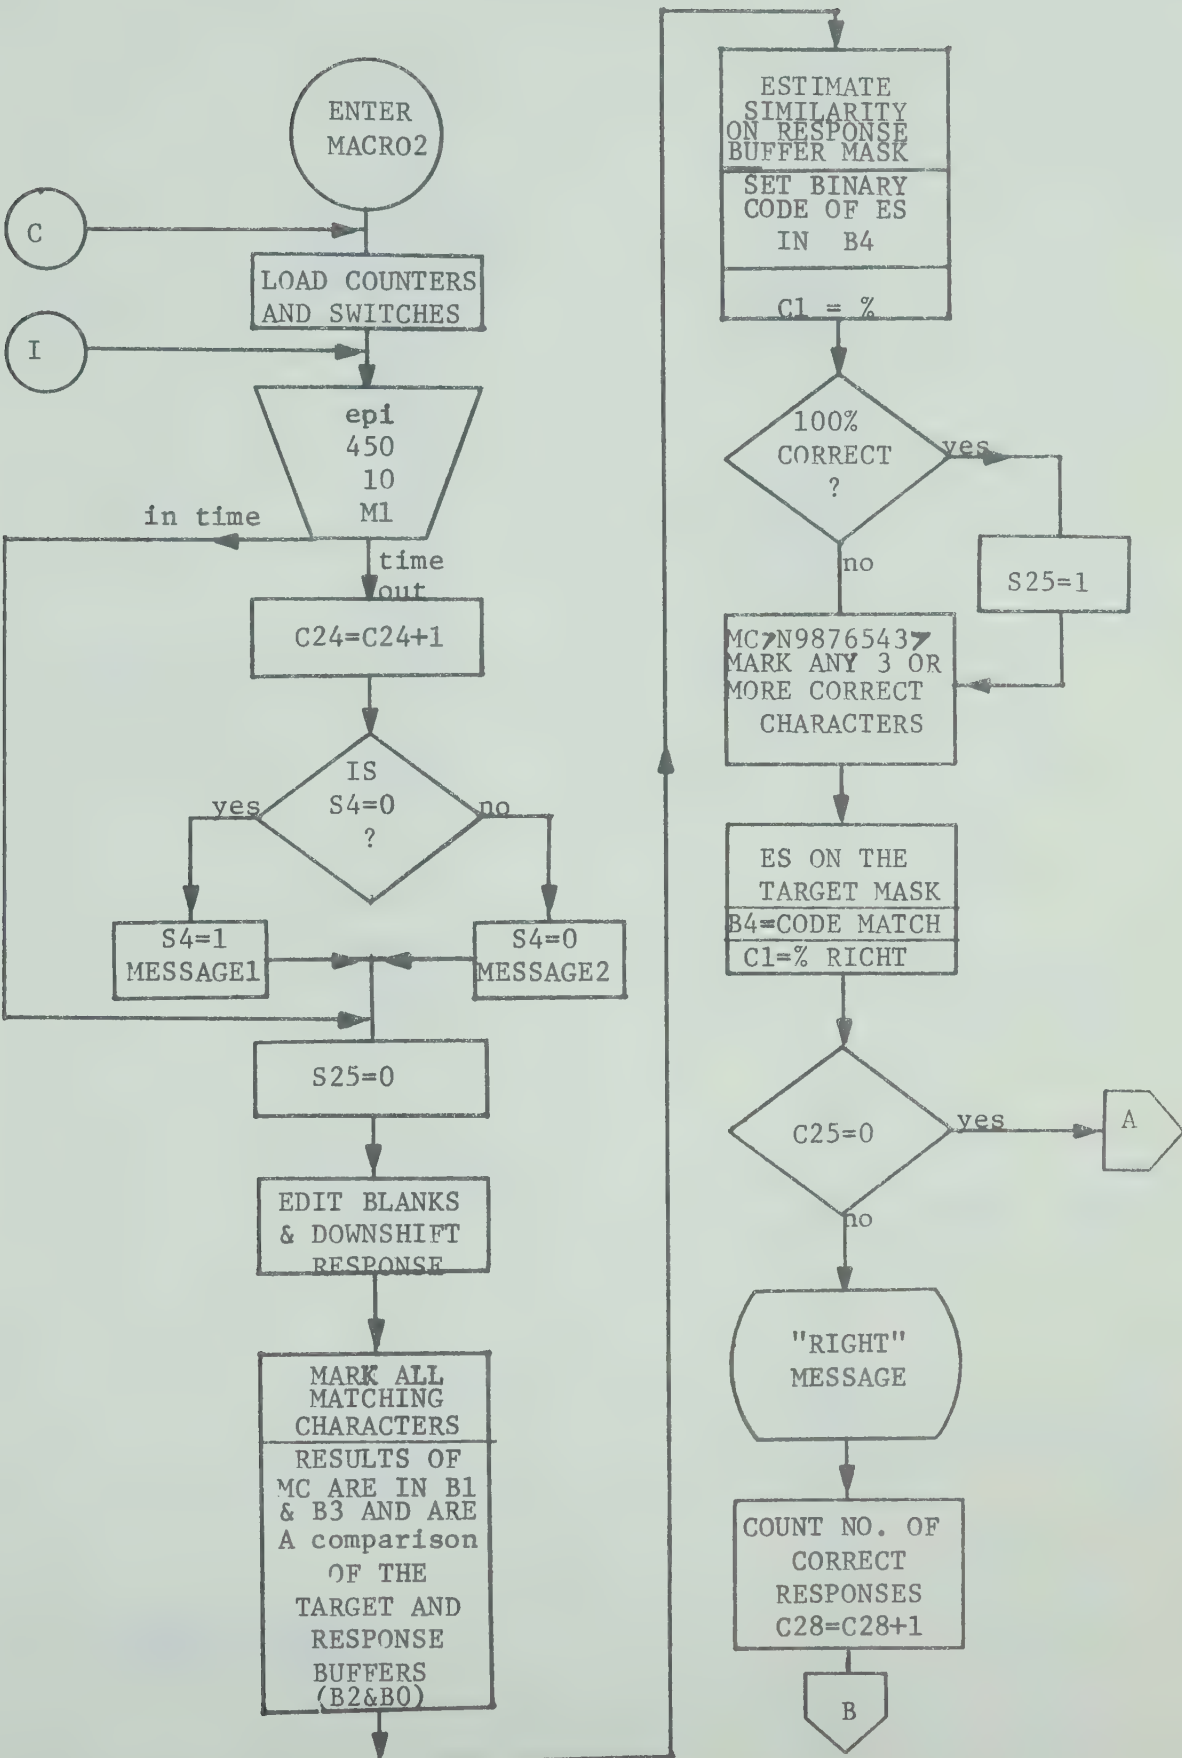 ENTER
MACRO2
C
LOAD COUNTERS
AND SWITCHES
I
epi
450
10
M1
in time
time
out
C24=C24+1
IS
S4=0
?
yes
no
S4=1
MESSAGE1
S4=0
MESSAGE2
S25=0
EDIT BLANKS
& DOWNSHIFT
RESPONSE
MARK ALL
MATCHING
CHARACTERS
RESULTS OF
MC ARE IN B1
& B3 AND ARE
A comparison
OF THE
TARGET AND
RESPONSE
BUFFERS
(B2&B0)
ESTIMATE
SIMILARITY
ON RESPONSE
BUFFER MASK
SET BINARY
CODE OF ES
IN B4
C1 = %
100%
CORRECT
?
yes
no
S25=1
MC,N9876543,
MARK ANY 3 OR
MORE CORRECT
CHARACTERS
ES ON THE
TARGET MASK
B4=CODE MATCH
C1=% RIGHT
C25=0
yes
A
no
"RIGHT"
MESSAGE
COUNT NO. OF
CORRECT
RESPONSES
C28=C28+1
B